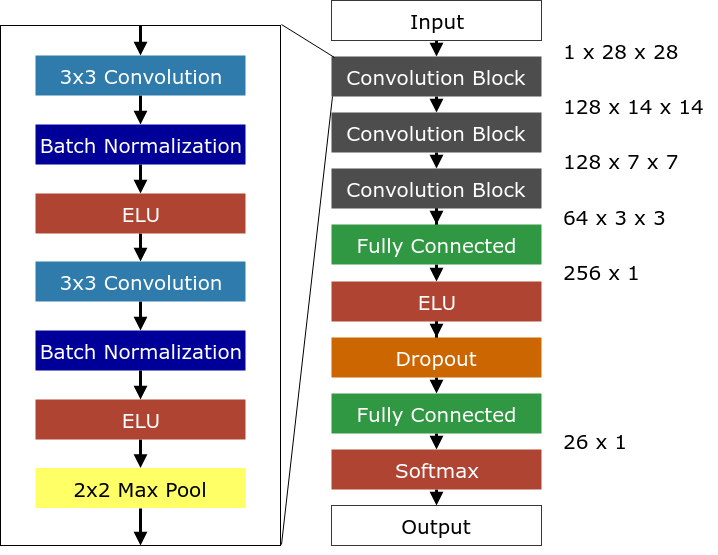 3x3 Convolution
Batch Normalization
ELU
3x3 Convolution
Batch Normalization
ELU
2x2 Max Pool
Input
1 x 28 x 28
Convolution Block
128 x 14 x 14
Convolution Block
128 x 7 x 7
Convolution Block
64 x 3 x 3
Fully Connected
256 x 1
ELU
Dropout
Fully Connected
26 x 1
Softmax
Output